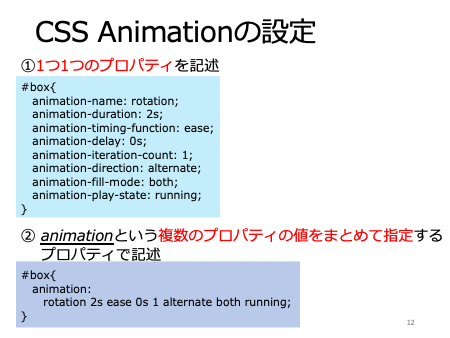 CSS Animationの設定
①1つ1つのプロパティを記述
#box{
animation-name: rotation;
animation-duration: 2s;
animation-timing-function: ease;
animation-delay: 0s;
animation-iteration-count: 1;
animation-direction: alternate;
animation-fill-mode: both;
animation-play-state: running;
}
② animationという複数のプロパティの値をまとめて指定する
プロパティで記述
#box{
animation:
rotation 2s ease 0s 1 alternate both running;
}
12